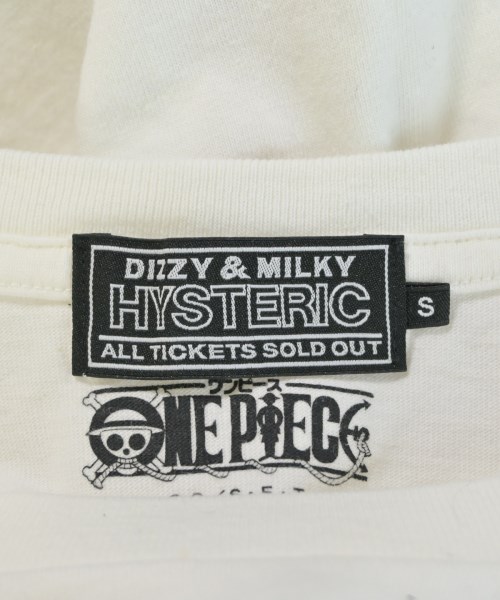 DIZZY & MILKY
HYSTERIC
S
ALL TICKETS SOLD OUT
ワンピース
ONE PIECE